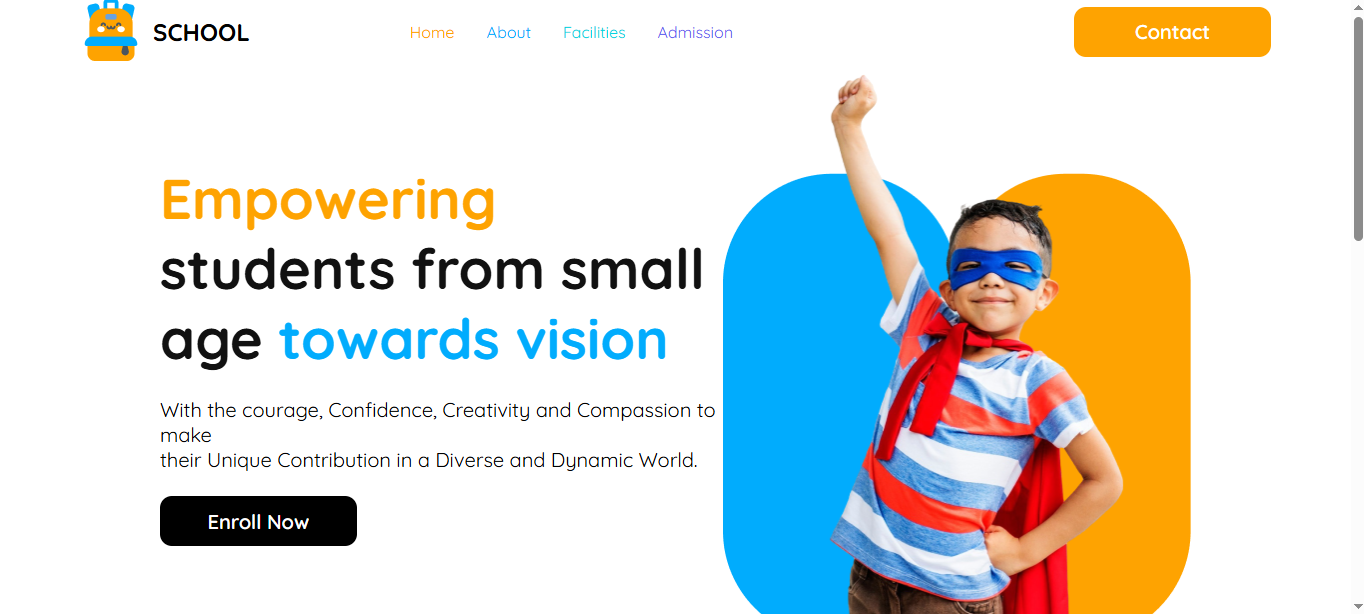 SCHOOL
Home About Facilities Admission
Contact
Empowering
students from small
age towards vision
With the courage, Confidence, Creativity and Compassion to
make
their Unique Contribution in a Diverse and Dynamic World.
Enroll Now